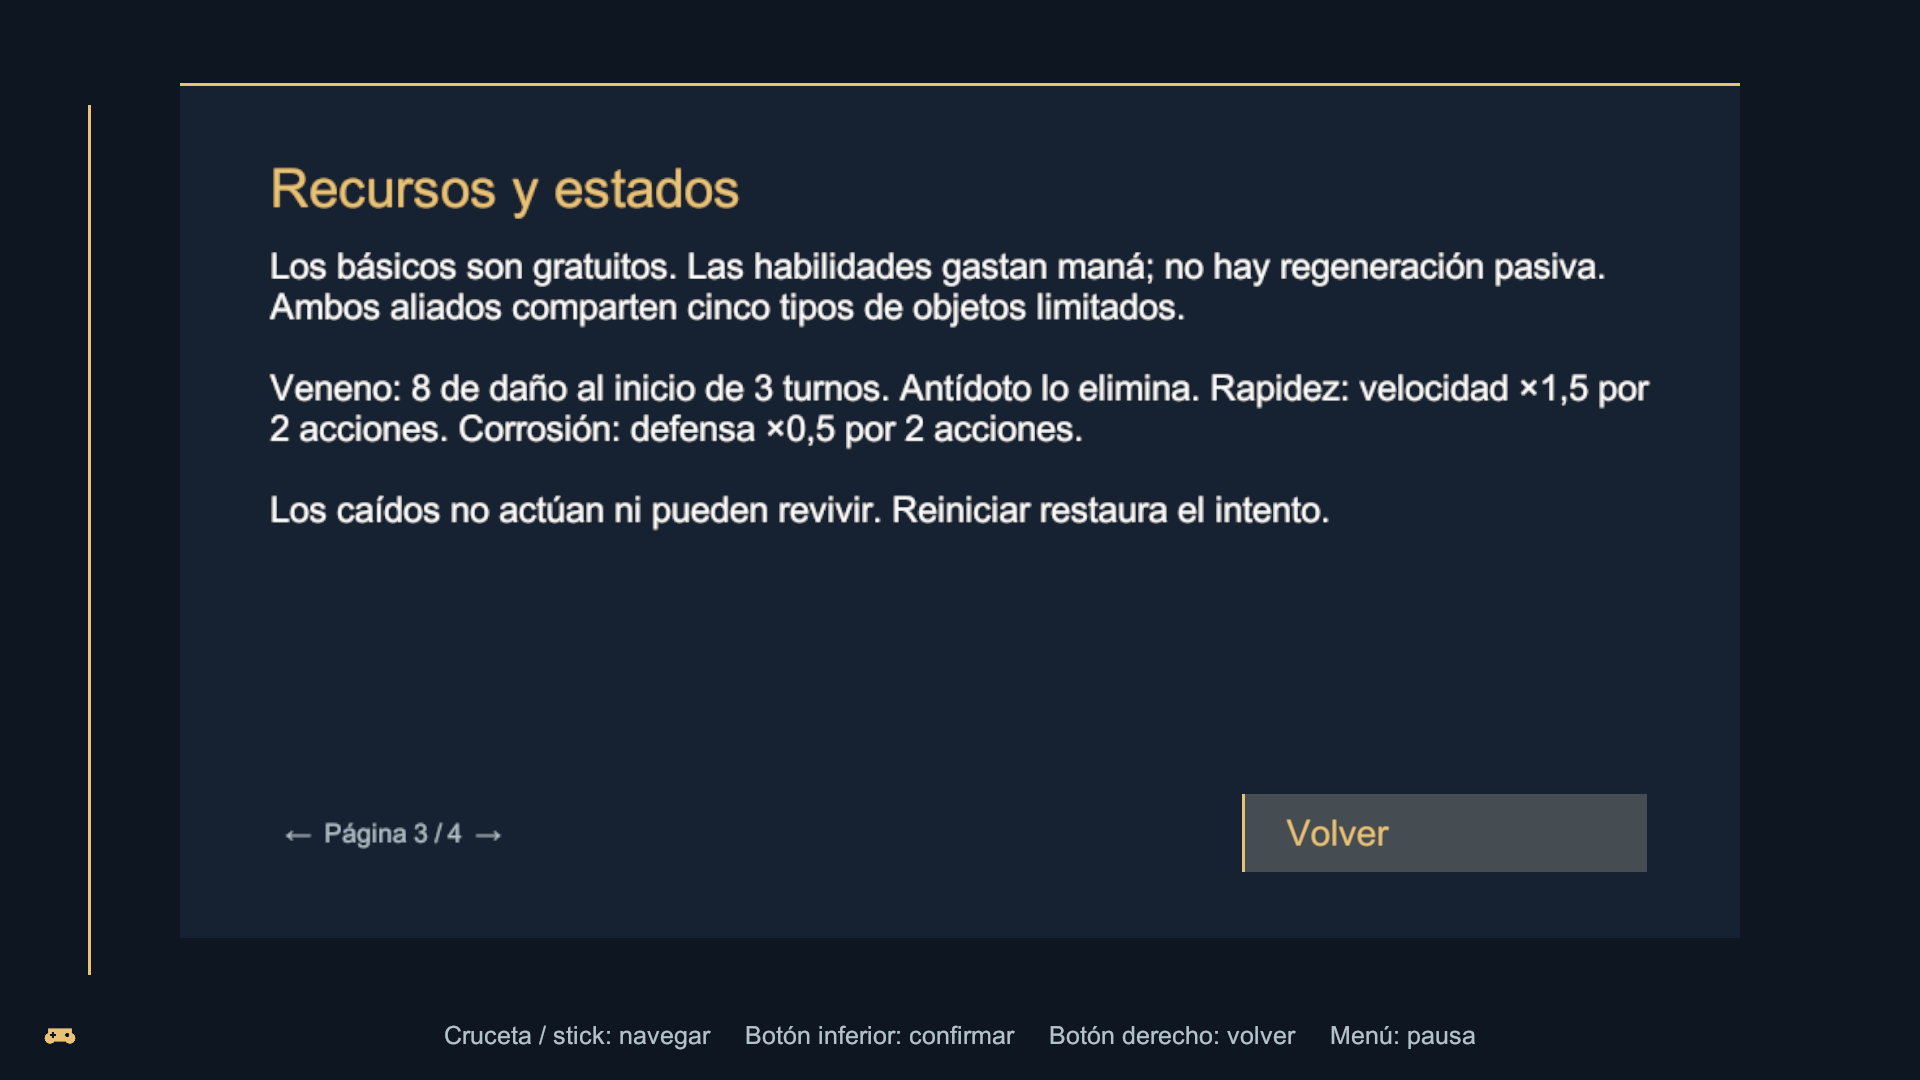 Recursos y estados
Los básicos son gratuitos. Las habilidades gastan maná; no hay regeneración pasiva.
Ambos aliados comparten cinco tipos de objetos limitados.
Veneno: 8 de daño al inicio de 3 turnos. Antídoto lo elimina. Rapidez: velocidad ×1,5 por
2 acciones. Corrosión: defensa ×0,5 por 2 acciones.
Los caídos no actúan ni pueden revivir. Reiniciar restaura el intento.
← Página 3 / 4 →
Volver
Cruceta / stick: navegar Botón inferior: confirmar Botón derecho: volver Menú: pausa